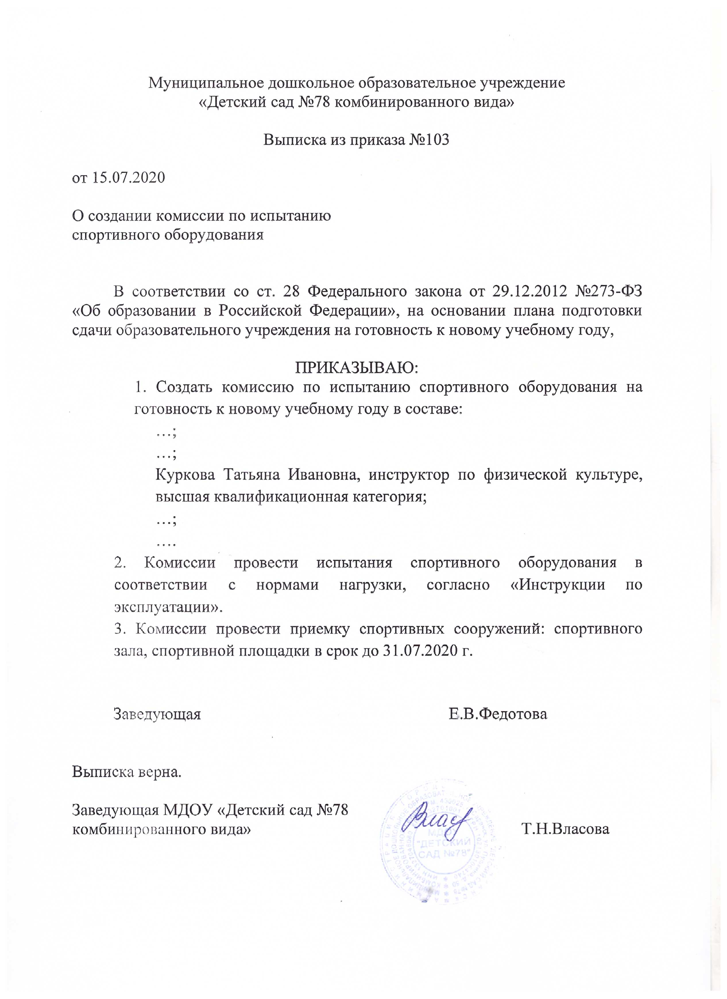 Муниципальное дошкольное образовательное учреждение
«Детский сад №78 комбинированного вида»
Выписка из приказа №103
от 15.07.2020
О создании комиссии по испытанию
спортивного оборудования
В соответствии со ст. 28 Федерального закона от 29.12.2012 №273-ФЗ
«Об образовании в Российской Федерации», на основании плана подготовки
сдачи образовательного учреждения на готовность к новому учебному году,
ПРИКАЗЫВАЮ:
1. Создать комиссию по испытанию спортивного оборудования на
готовность к новому учебному году в составе:
…;
…;
Куркова Татьяна Ивановна, инструктор по физической культуре,
высшая квалификационная категория;
…;
….
2. Комиссии провести испытания спортивного оборудования в
соответствии с нормами нагрузки, согласно «Инструкции по
эксплуатации».
3. Комиссии провести приемку спортивных сооружений: спортивного
зала, спортивной площадки в срок до 31.07.2020 г.
Заведующая Е.В.Федотова
Выписка верна.
Заведующая МДОУ «Детский сад №78
комбинированного вида» Т.Н.Власова
Влас
МДОУ
"ДЕТСКИЙ
САД №78"